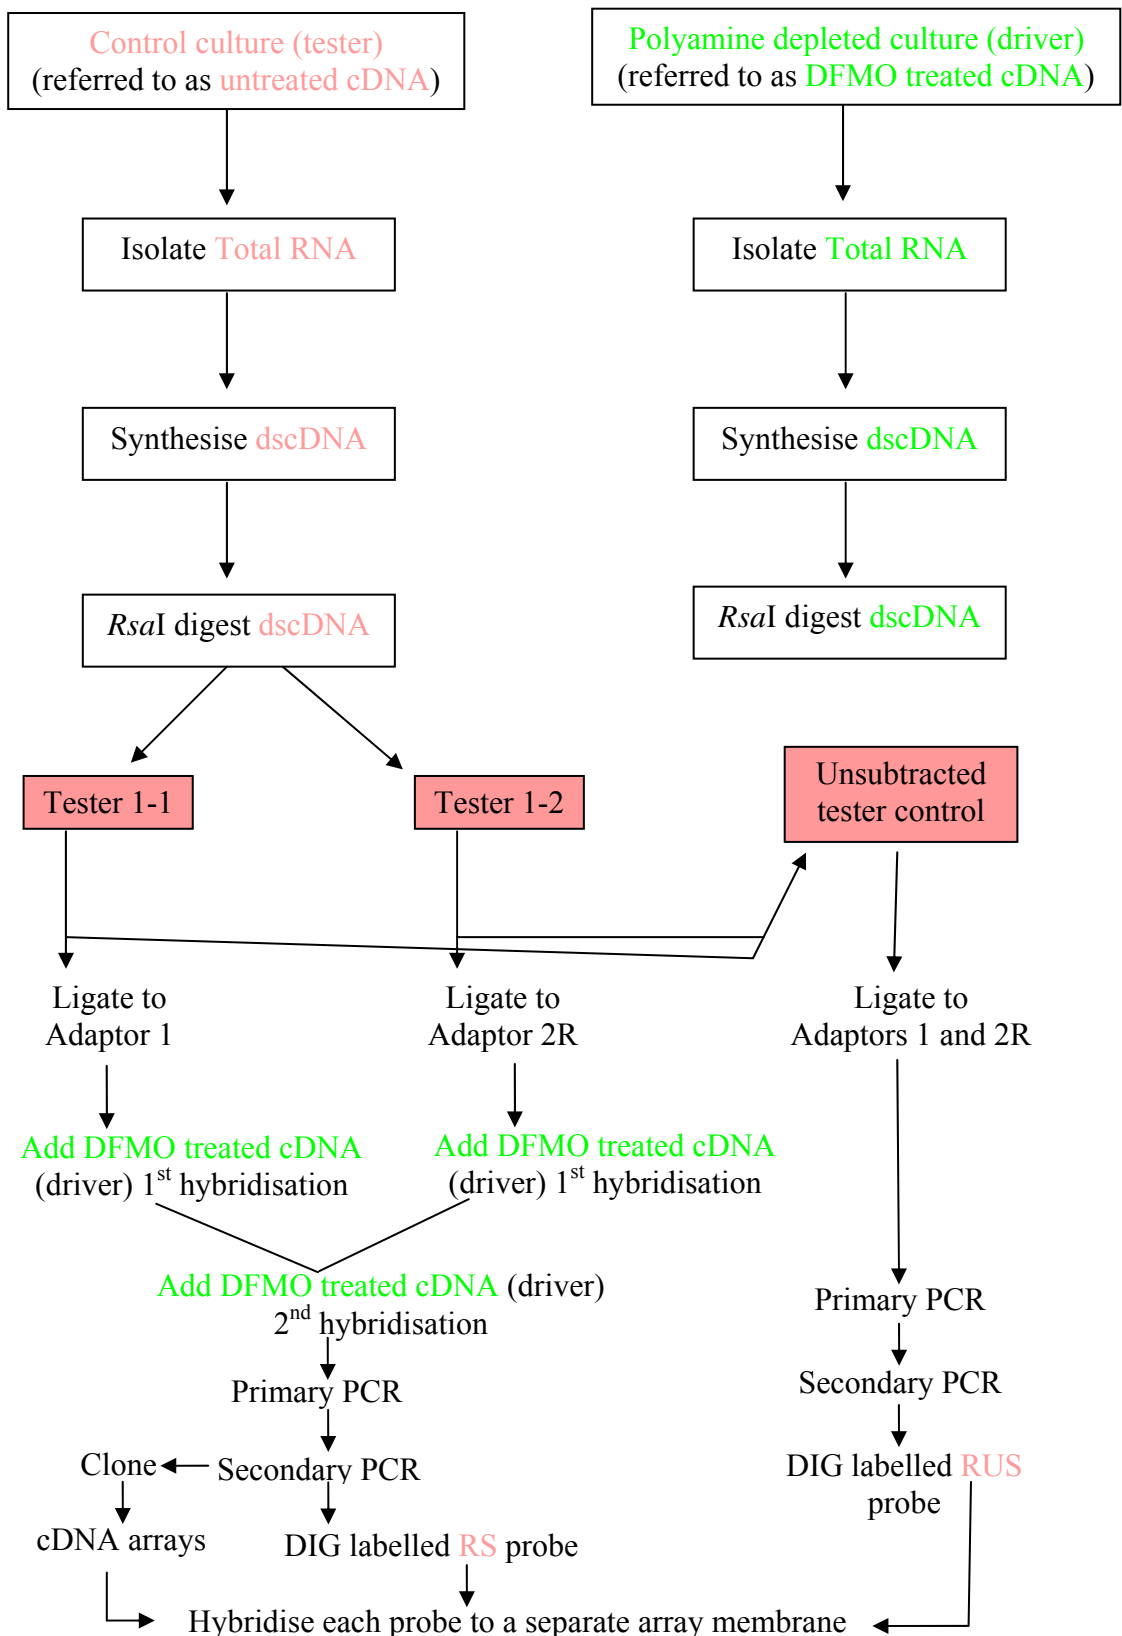 Control culture (tester)
(referred to as untreated cDNA)
Polyamine depleted culture (driver)
(referred to as DFMO treated cDNA)
Isolate Total RNA
Isolate Total RNA
Synthesise dscDNA
Synthesise dscDNA
RsaI digest dscDNA
RsaI digest dscDNA
Tester 1-1
Tester 1-2
Unsubtracted
tester control
Ligate to
Adaptor 1
Ligate to
Adaptor 2R
Ligate to
Adaptors 1 and 2R
Add DFMO treated cDNA
(driver) 1st hybridisation
Add DFMO treated cDNA
(driver) 1st hybridisation
Add DFMO treated cDNA (driver)
2nd hybridisation
Primary PCR
Primary PCR
Secondary PCR
Clone
Secondary PCR
DIG labelled RUS
probe
cDNA arrays
DIG labelled RS probe
Hybridise each probe to a separate array membrane